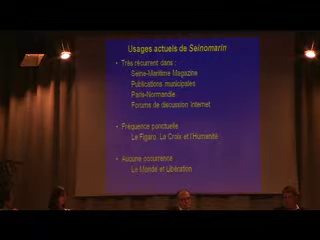 Usages actuels de Seinomarin
• Très récurrent dans :
Seine-Maritime Magazine
Publications municipales
Paris-Normandie
Forums de discussion Internet
• Fréquence ponctuelle
Le Figaro, La Croix et l'Humanité
• Aucune occurrence
Le Monde et Libération